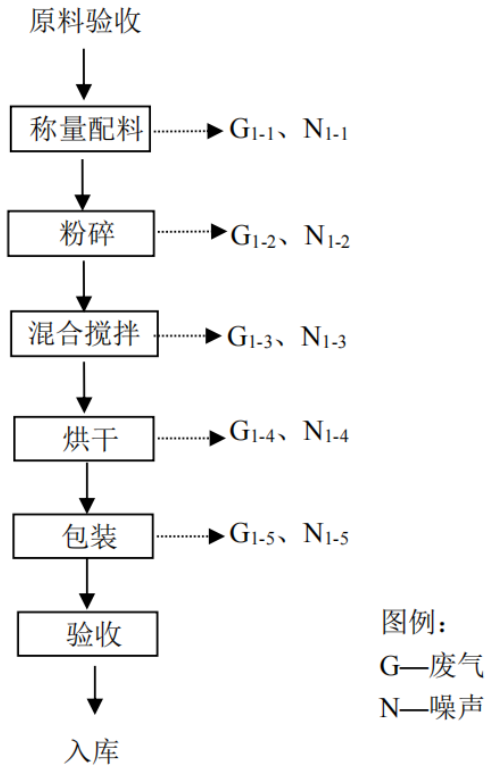 原料验收
称量配料 G1-1、N1-1
粉碎 G1-2、N1-2
混合搅拌 G1-3、N1-3
烘干 G1-4、N1-4
包装 G1-5、N1-5
验收
入库
图例：
G—废气
N—噪声